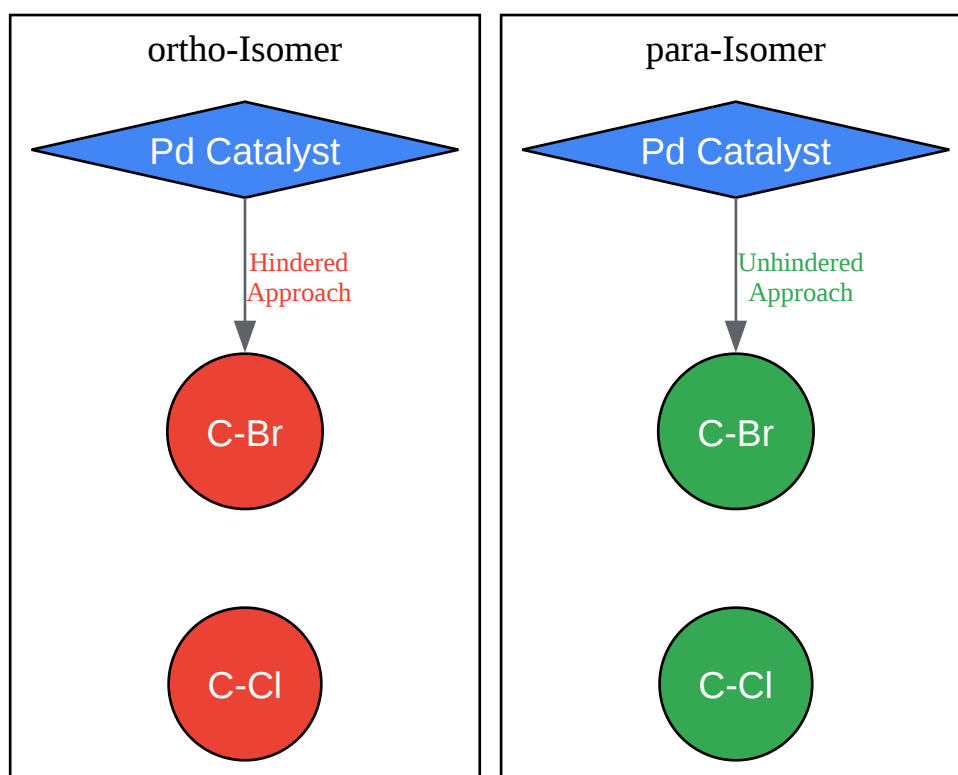 ortho-Isomer
Pd Catalyst
Hindered
Approach
C-Br
C-Cl
para-Isomer
Pd Catalyst
Unhindered
Approach
C-Br
C-Cl